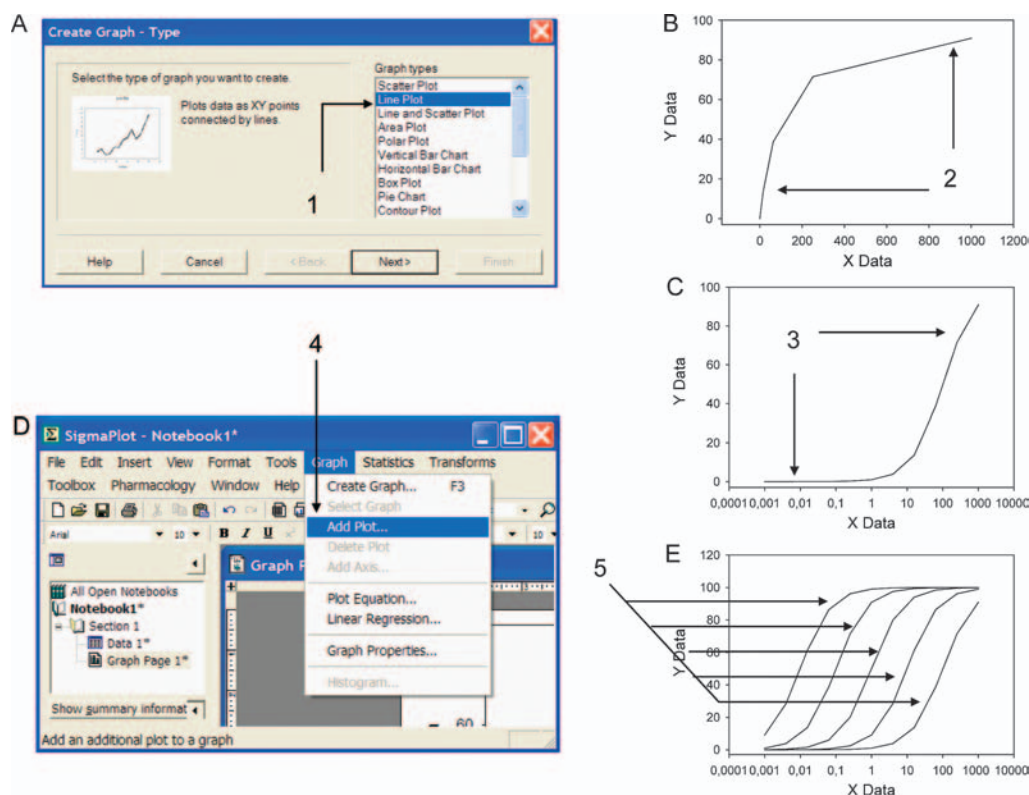 A
Create Graph - Type
Select the type of graph you want to create.
Plots data as XY points
connected by lines.
Graph types
Scatter Plot
Line Plot
Line and Scatter Plot
Area Plot
Polar Plot
Vertical Bar Chart
Horizontal Bar Chart
Box Plot
Pie Chart
Contour Plot
1
Help
Cancel
< Back
Next >
Finish
B
Y Data
100
80
60
40
20
0
2
0 200 400 600 800 1000 1200
X Data
C
Y Data
100
80
60
40
20
0
3
0,0001 0,001 0,01 0,1 1 10 100 1000 10000
X Data
4
D
SigmaPlot - Notebook1*
File Edit Insert View Format Tools Graph Statistics Transforms
Toolbox Pharmacology Window Help
Create Graph... F3
Select Graph
Add Plot...
Delete Plot
Add Axis...
Plot Equation...
Linear Regression...
Graph Properties...
Histogram...
Arial 10 B I U
10
Graph P
All Open Notebooks
Notebook1*
Section 1
Data 1*
Graph Page 1*
Show summary informat
60
Add an additional plot to a graph
5
E
Y Data
120
100
80
60
40
20
0
0,0001 0,001 0,01 0,1 1 10 100 1000 10000
X Data